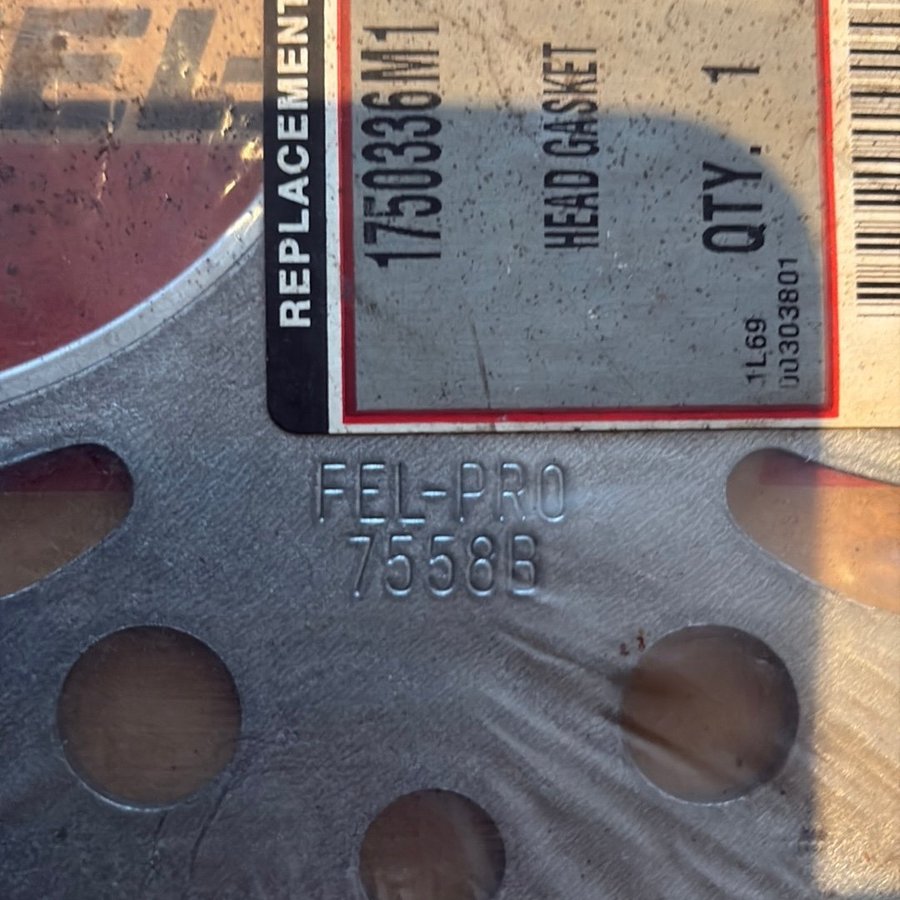 REPLACEMENT
1750336M1
HEAD GASKET
QTY. 1
1L69
00303801
FEL-PRO
7558B